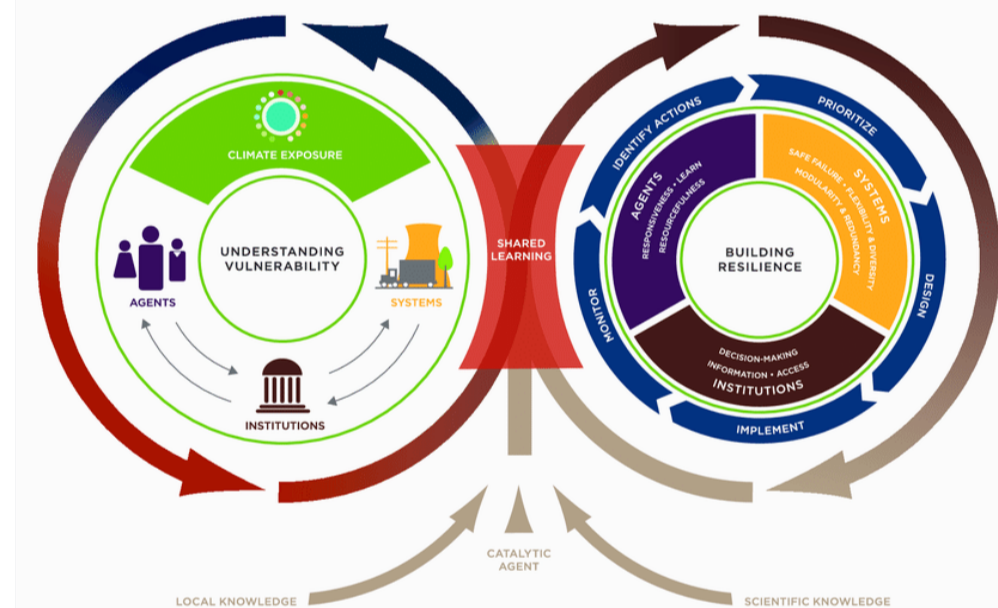 CLIMATE EXPOSURE
UNDERSTANDING
VULNERABILITY
AGENTS
SYSTEMS
INSTITUTIONS
SHARED
LEARNING
IDENTIFY ACTIONS
PRIORITIZE
DESIGN
IMPLEMENT
MONITOR
AGENTS
RESPONSIVENESS • LEARN
RESOURCEFULNESS
SYSTEMS
SAFE FAILURE • FLEXIBILITY & DIVERSITY
MODULARITY & REDUNDANCY
BUILDING
RESILIENCE
DECISION-MAKING
INFORMATION • ACCESS
INSTITUTIONS
CATALYTIC
AGENT
LOCAL KNOWLEDGE
SCIENTIFIC KNOWLEDGE